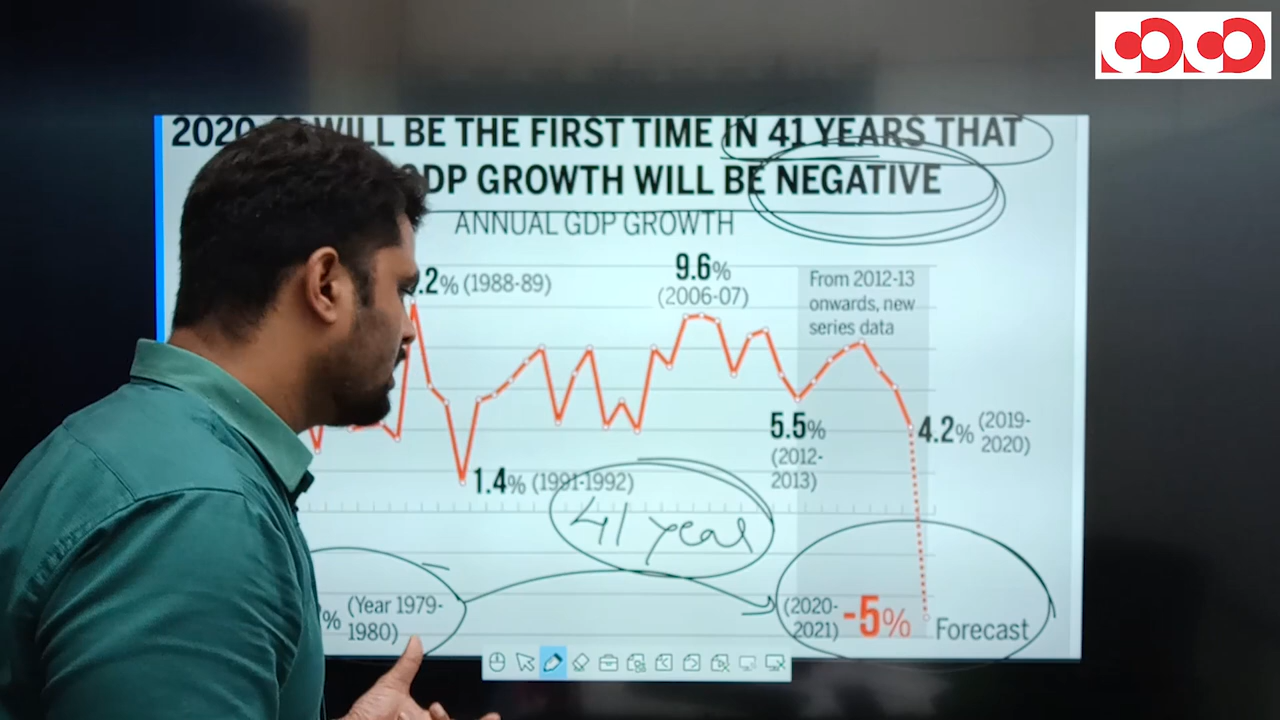 2020- WILL BE THE FIRST TIME IN 41 YEARS THAT
GDP GROWTH WILL BE NEGATIVE
ANNUAL GDP GROWTH
.2% (1988-89)
9.6%
(2006-07)
From 2012-13
onwards, new
series data
5.5%
(2012-
2013)
4.2% (2019-
2020)
1.4% (1991-1992)
41 year
% (Year 1979-
1980)
(2020-
2021) -5% Forecast